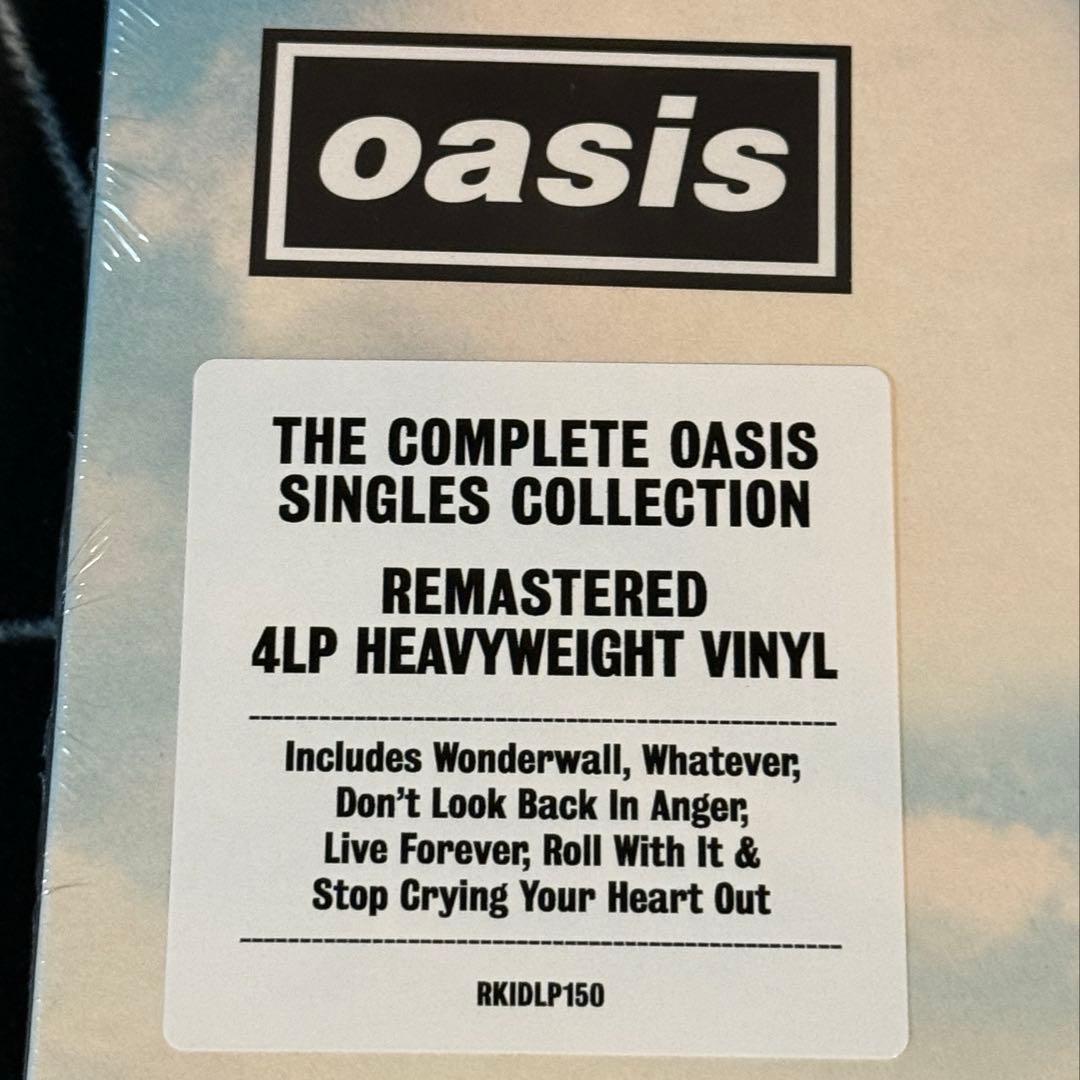 oasis
THE COMPLETE OASIS
SINGLES COLLECTION
REMASTERED
4LP HEAVYWEIGHT VINYL
Includes Wonderwall, Whatever,
Don't Look Back In Anger,
Live Forever, Roll With It &
Stop Crying Your Heart Out
RKIDLP150